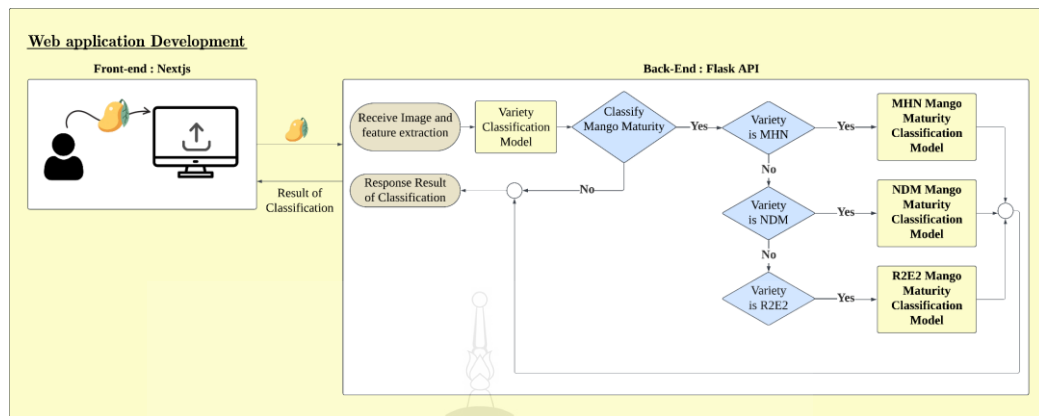 Web application Development
Front-end : Nextjs
Back-End : Flask API
Receive Image and
feature extraction
Variety
Classification
Model
Classify
Mango Maturity
Yes
Variety
is MHN
Yes
MHN Mango
Maturity
Classification
Model
No
Response Result
of Classification
No
Result of
Classification
Variety
is NDM
Yes
NDM Mango
Maturity
Classification
Model
No
Variety
is R2E2
Yes
R2E2 Mango
Maturity
Classification
Model